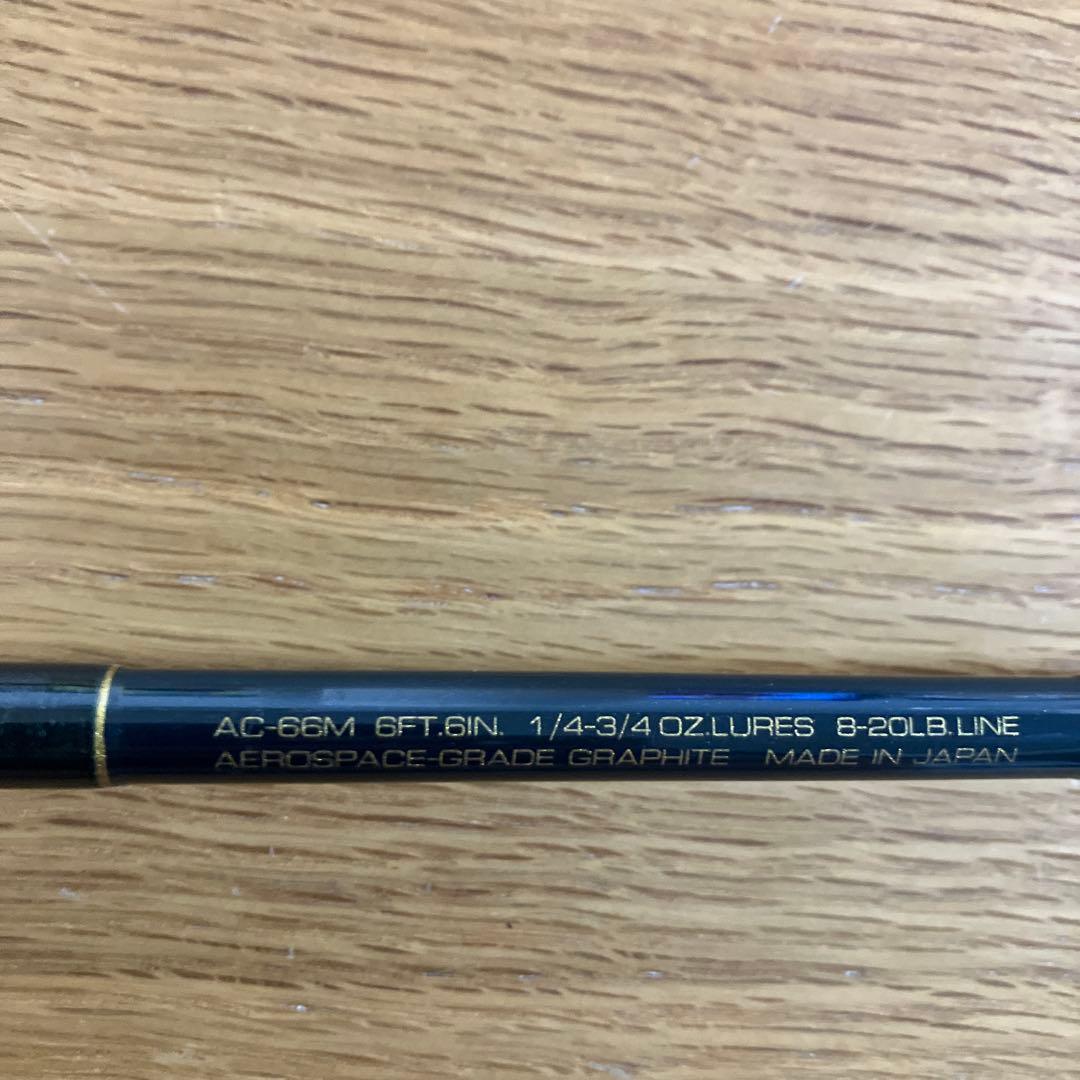 AC-66M 6FT.6IN. 1/4-3/4 OZ.LURES 8-20LB.LINE
AEROSPACE-GRADE GRAPHITE MADE IN JAPAN